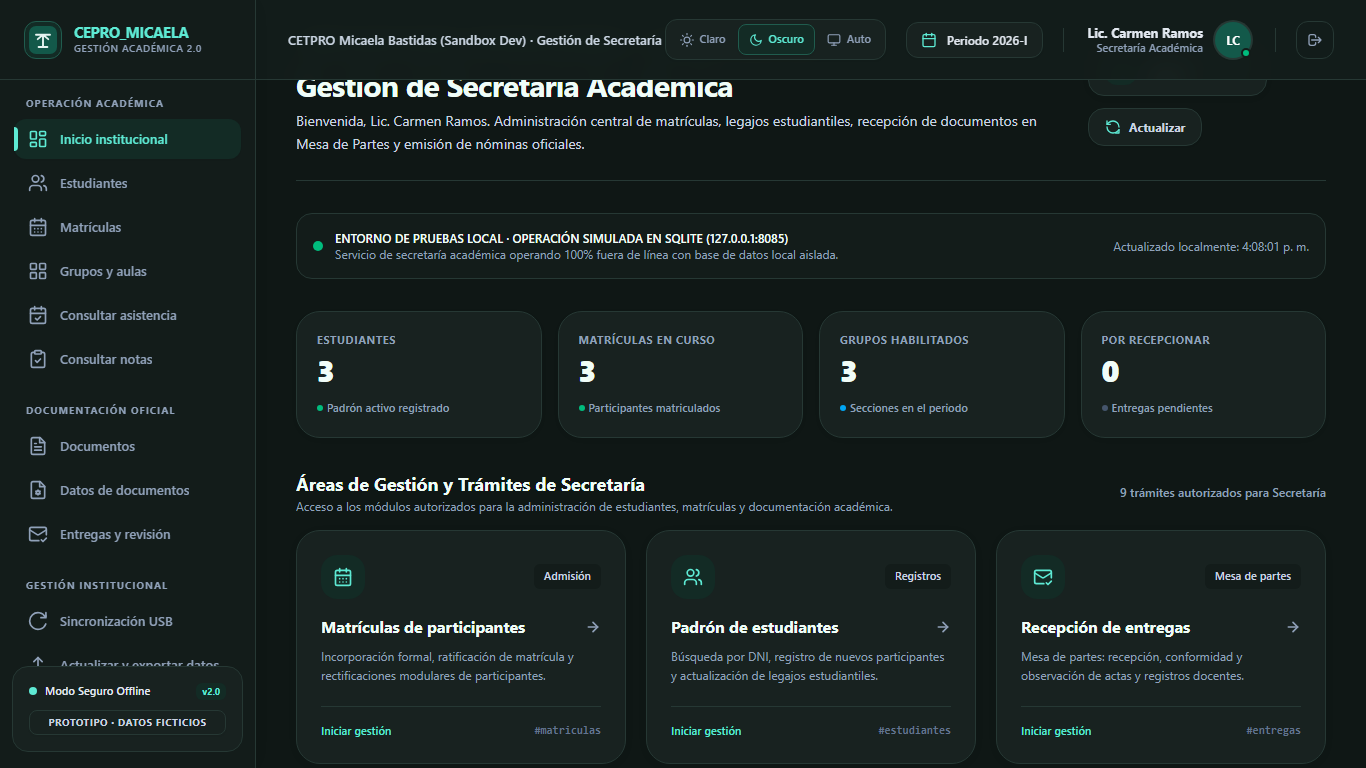 CEPRO_MICAELA
GESTIÓN ACADÉMICA 2.0
CETPRO Micaela Bastidas (Sandbox Dev) · Gestión de Secretaría
Claro
Oscuro
Auto
Periodo 2026-I
Lic. Carmen Ramos
Secretaría Académica
LC
OPERACIÓN ACADÉMICA
Inicio institucional
Estudiantes
Matrículas
Grupos y aulas
Consultar asistencia
Consultar notas
DOCUMENTACIÓN OFICIAL
Documentos
Datos de documentos
Entregas y revisión
GESTIÓN INSTITUCIONAL
Sincronización USB
Actualizar y exportar datos
Modo Seguro Offline
v2.0
PROTOTIPO · DATOS FICTICIOS
Gestión de Secretaría Académica
Bienvenida, Lic. Carmen Ramos. Administración central de matrículas, legajos estudiantiles, recepción de documentos en
Mesa de Partes y emisión de nóminas oficiales.
Actualizar
ENTORNO DE PRUEBAS LOCAL · OPERACIÓN SIMULADA EN SQLITE (127.0.0.1:8085)
Servicio de secretaría académica operando 100% fuera de línea con base de datos local aislada.
Actualizado localmente: 4:08:01 p. m.
ESTUDIANTES
3
Padrón activo registrado
MATRÍCULAS EN CURSO
3
Participantes matriculados
GRUPOS HABILITADOS
3
Secciones en el periodo
POR RECEPCIONAR
0
Entregas pendientes
Áreas de Gestión y Trámites de Secretaría
Acceso a los módulos autorizados para la administración de estudiantes, matrículas y documentación académica.
9 trámites autorizados para Secretaría
Admisión
Matrículas de participantes
Incorporación formal, ratificación de matrícula y
rectificaciones modulares de participantes.
Iniciar gestión
#matriculas
Registros
Padrón de estudiantes
Búsqueda por DNI, registro de nuevos participantes
y actualización de legajos estudiantiles.
Iniciar gestión
#estudiantes
Mesa de partes
Recepción de entregas
Mesa de partes: recepción, conformidad y
observación de actas y registros docentes.
Iniciar gestión
#entregas